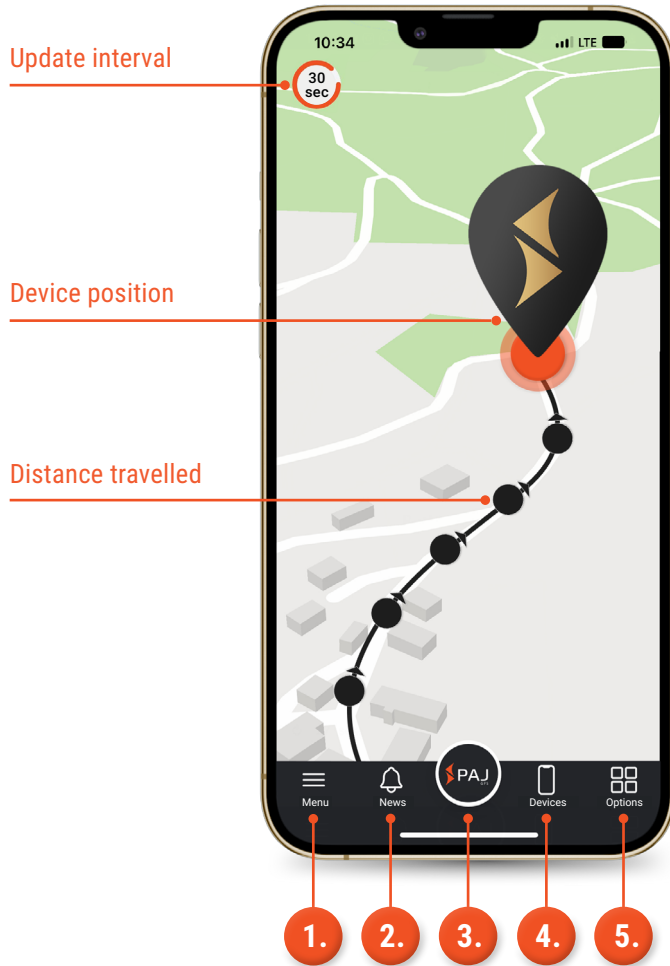 Update interval
10:34
LTE
30
sec
Device position
Distance travelled
PAJ
Menu
News
Devices
Options
1.
2.
3.
4.
5.